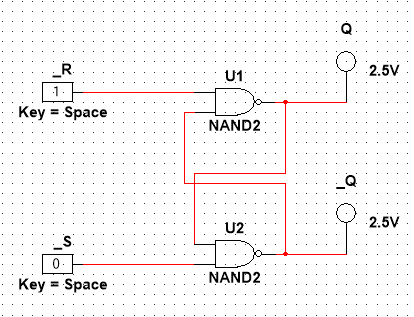 Q
2.5V
_R
1
Key = Space
U1
NAND2
_Q
2.5V
_S
0
Key = Space
U2
NAND2